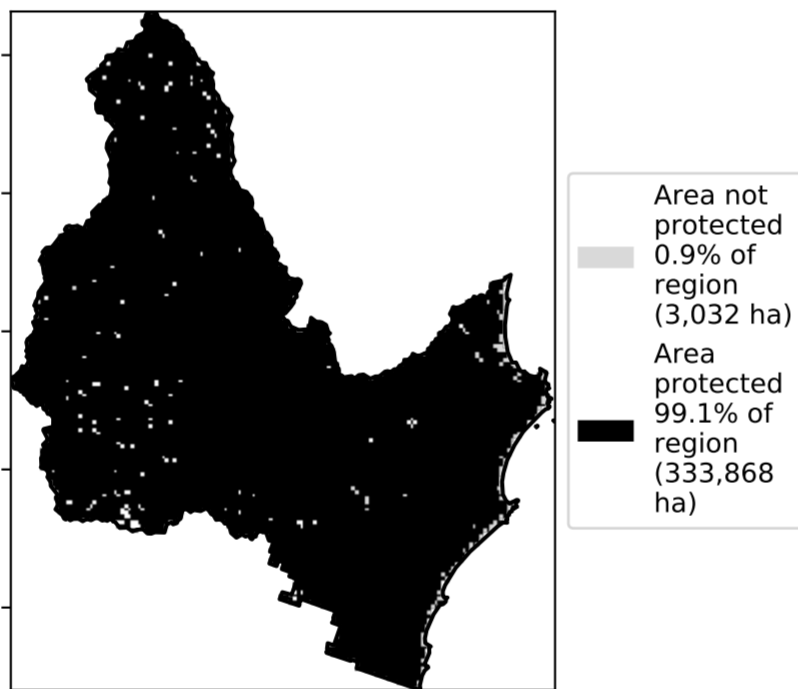 Area not
protected
0.9% of
region
(3,032 ha)
Area
protected
99.1% of
region
(333,868
ha)